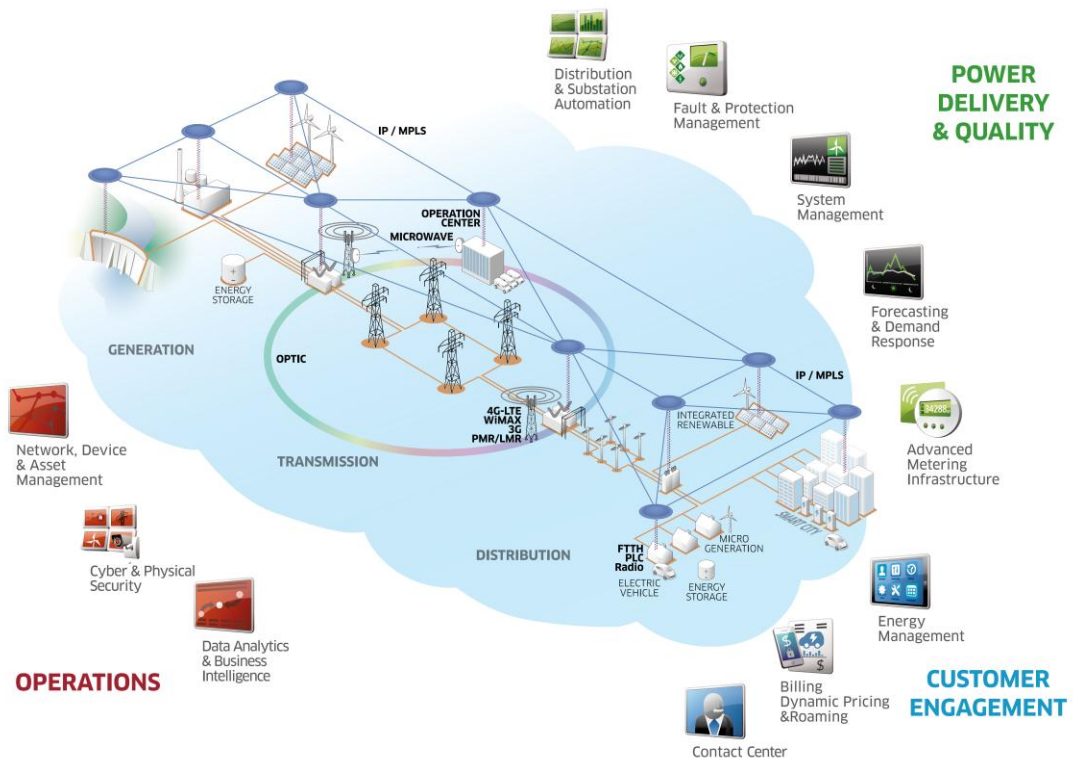 Distribution
& Substation
Automation
Fault & Protection
Management
POWER
DELIVERY
& QUALITY
IP / MPLS
System
Management
OPERATION
CENTER
MICROWAVE
ENERGY
STORAGE
Forecasting
& Demand
Response
GENERATION
OPTIC
IP / MPLS
34288
Advanced
Metering
Infrastructure
4G-LTE
WiMAX
3G
PMR/LMR
INTEGRATED
RENEWABLE
Network, Device
& Asset
Management
TRANSMISSION
SMART CITY
DISTRIBUTION
MICRO
GENERATION
FTTH
PLC
Radio
ELECTRIC
VEHICLE
ENERGY
STORAGE
Cyber & Physical
Security
Energy
Management
Data Analytics
& Business
Intelligence
OPERATIONS
$
$
Billing
Dynamic Pricing
&Roaming
CUSTOMER
ENGAGEMENT
Contact Center